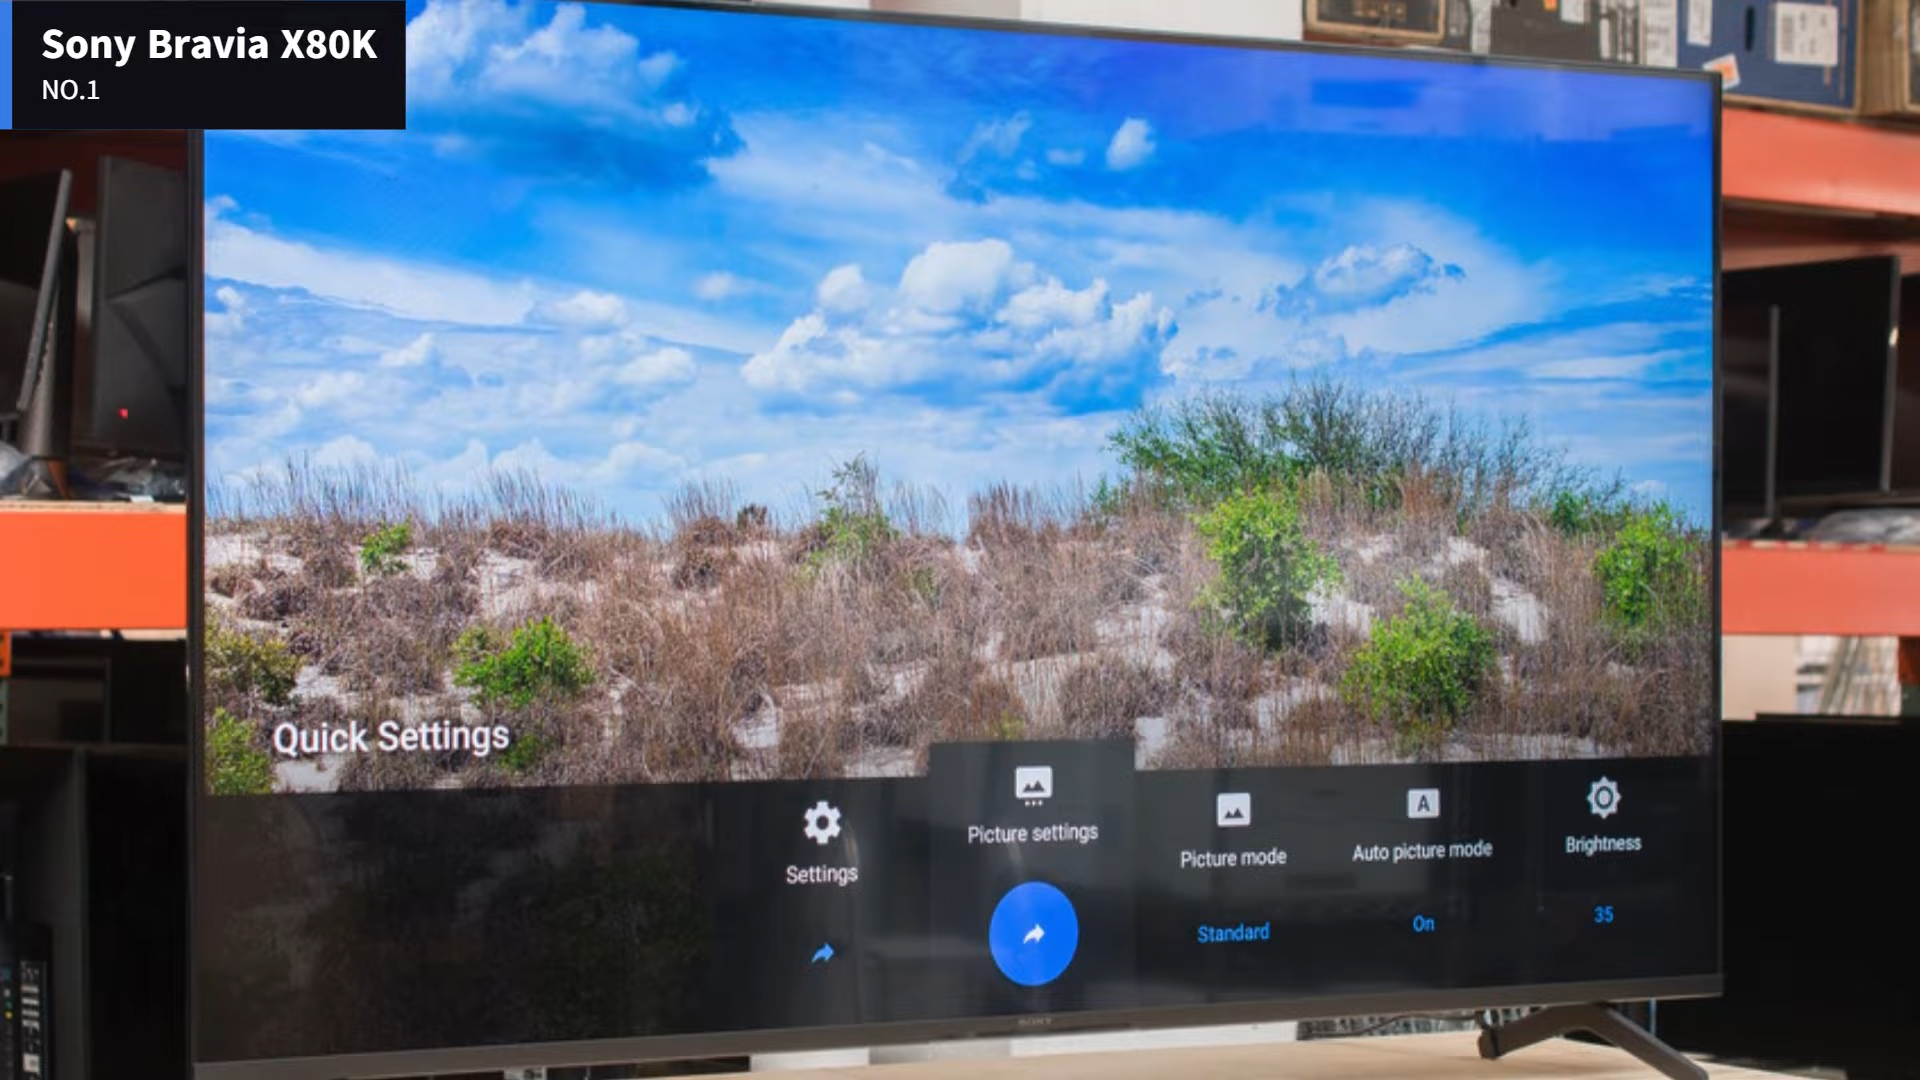 Sony Bravia X80K
NO.1
Quick Settings
Settings
Picture settings
Picture mode
Standard
A
Auto picture mode
On
Brightness
35
SONY